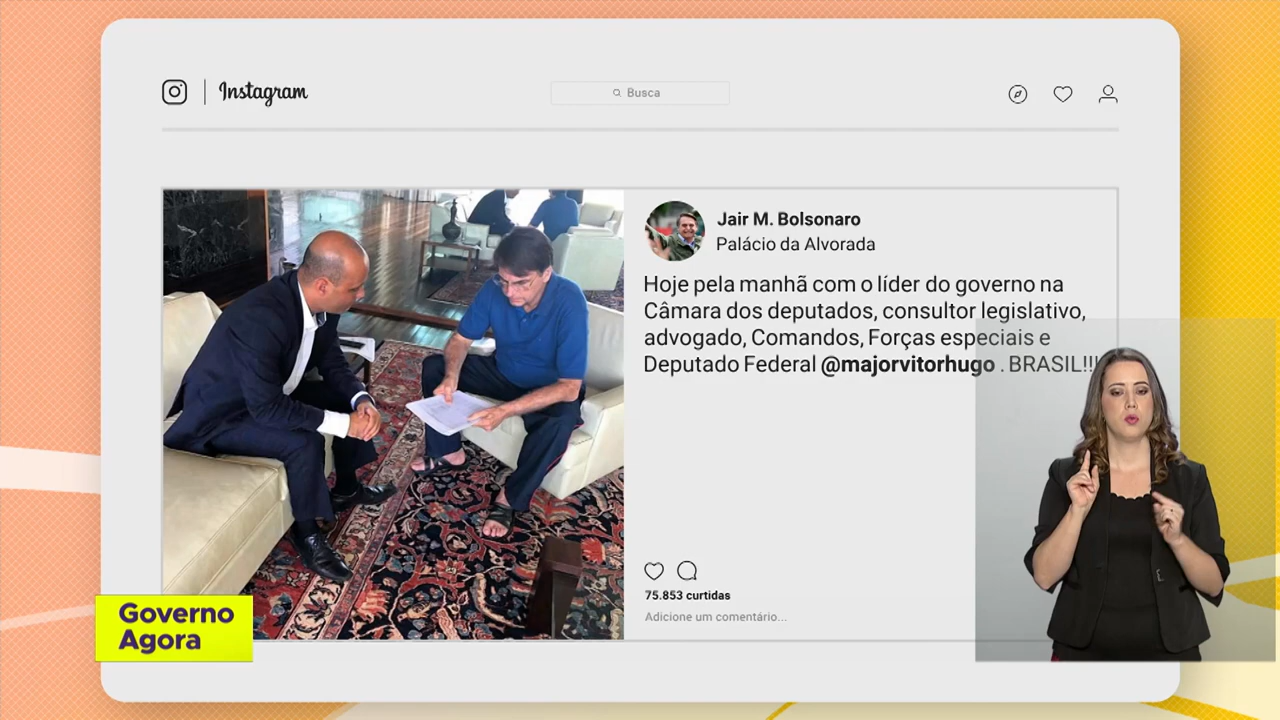 Instagram
Busca
Jair M. Bolsonaro
Palácio da Alvorada
Hoje pela manhã com o líder do governo na
Câmara dos deputados, consultor legislativo,
advogado, Comandos, Forças especiais e
Deputado Federal @majorvitorhugo . BRASIL!!!
75.853 curtidas
Adicione um comentário...
Governo
Agora